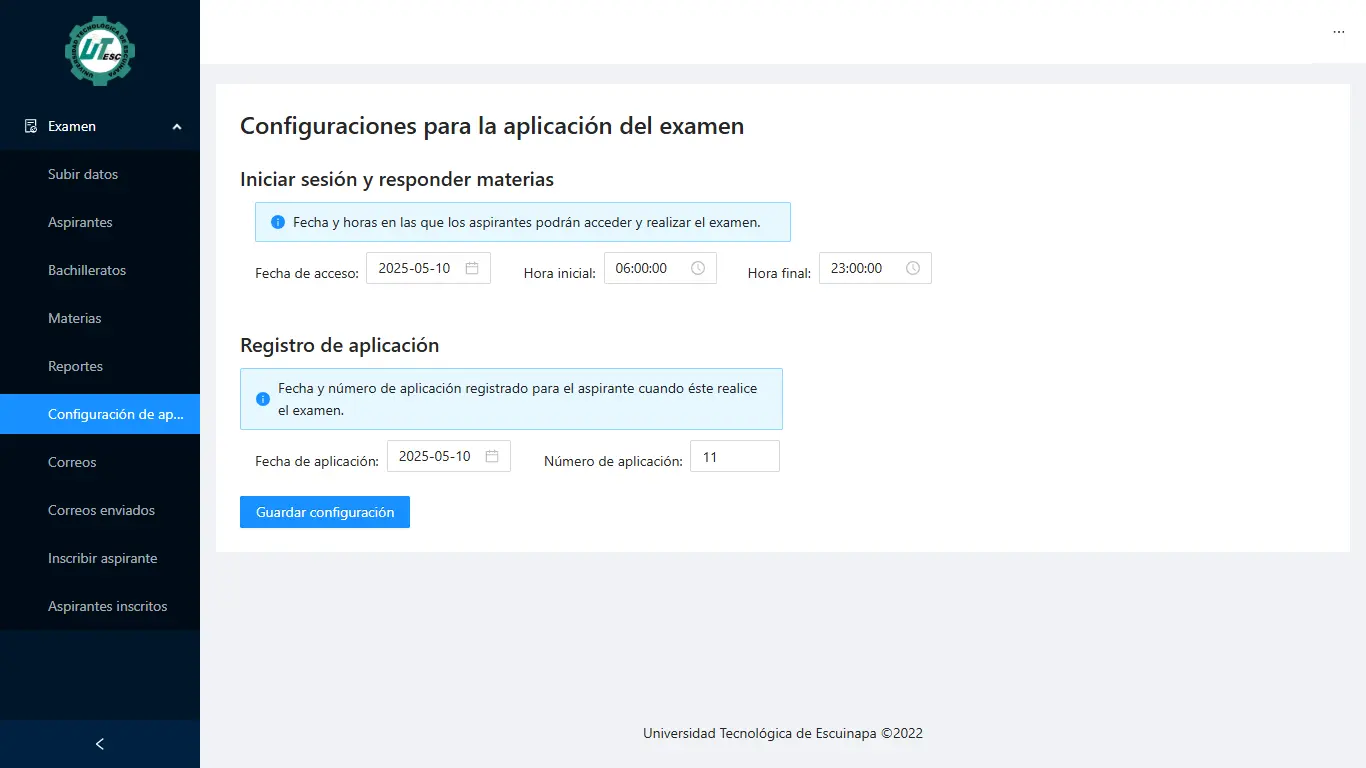 UNIVERSIDAD TECNOLÓGICA DE ESCUINAPA
UT ESC
...
Examen
Subir datos
Aspirantes
Bachilleratos
Materias
Reportes
Configuración de ap...
Correos
Correos enviados
Inscribir aspirante
Aspirantes inscritos
Configuraciones para la aplicación del examen
Iniciar sesión y responder materias
Fecha y horas en las que los aspirantes podrán acceder y realizar el examen.
Fecha de acceso: 2025-05-10 Hora inicial: 06:00:00 Hora final: 23:00:00
Registro de aplicación
Fecha y número de aplicación registrado para el aspirante cuando éste realice
el examen.
Fecha de aplicación: 2025-05-10 Número de aplicación: 11
Guardar configuración
Universidad Tecnológica de Escuinapa ©2022